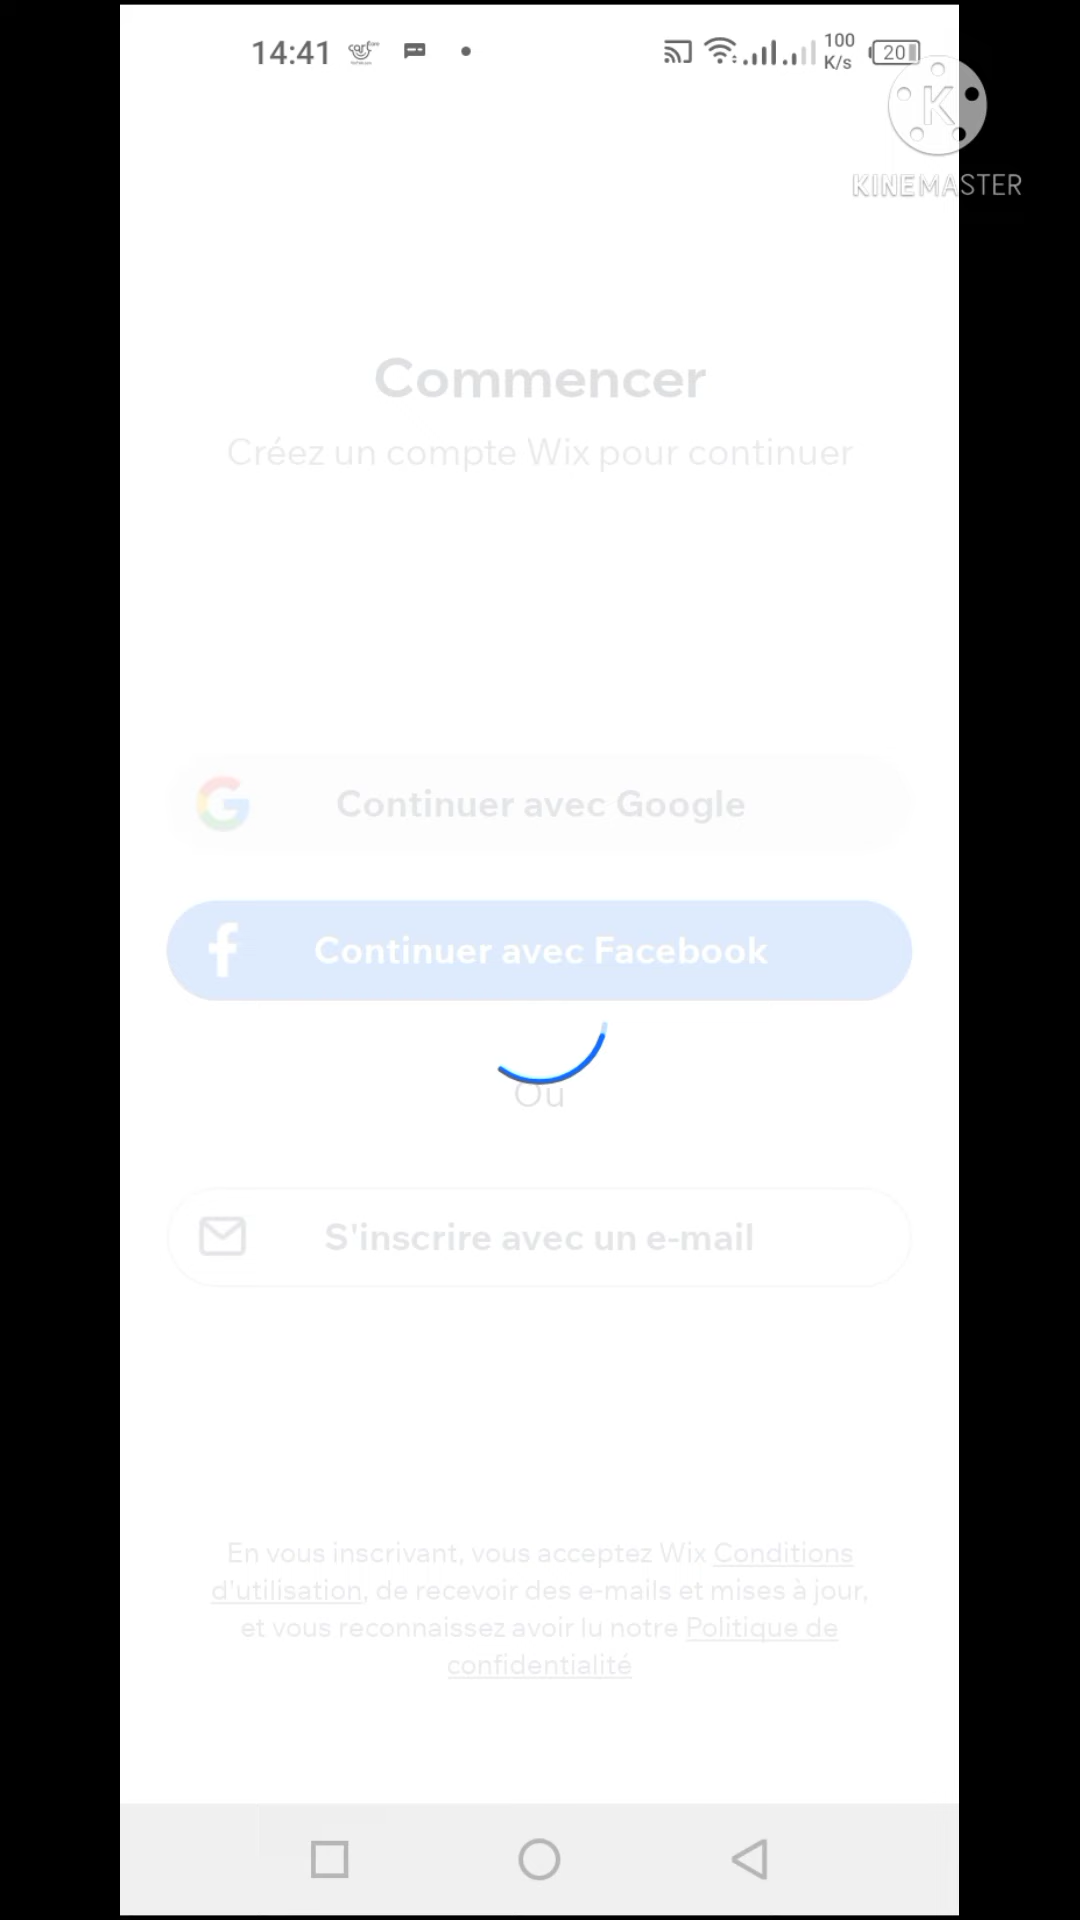 14:41
100
K/s
20
K
KINEMASTER
Commencer
Créez un compte Wix pour continuer
Continuer avec Google
Continuer avec Facebook
Ou
S'inscrire avec un e-mail
En vous inscrivant, vous acceptez Wix Conditions
d'utilisation, de recevoir des e-mails et mises à jour,
et vous reconnaissez avoir lu notre Politique de
confidentialité